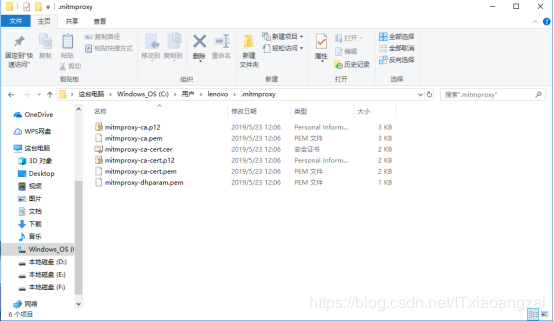 .mitmproxy
文件 主页 共享 查看
固定到"快速访问" 复制 粘贴 复制路径 粘贴快捷方式 剪切 移动到 复制到 删除 重命名 新建文件夹 新建项目 轻松访问 属性 打开 编辑 历史记录 全部选择 全部取消 反向选择
剪贴板 组织 新建 打开 选择
这台电脑 Windows_OS (C:) 用户 lenovo .mitmproxy 搜索".mitmproxy"
名称 修改日期 类型 大小
OneDrive
WPS网盘
这台电脑
3D 对象
Desktop
视频
图片
文档
下载
音乐
Windows_OS (
本地磁盘 (D:)
本地磁盘 (E:)
本地磁盘 (F:)
网络
mitmproxy-ca.p12 2019/5/23 12:06 Personal Inform... 3 KB
mitmproxy-ca.pem 2019/5/23 12:06 PEM 文件 3 KB
mitmproxy-ca-cert.cer 2019/5/23 12:06 安全证书 2 KB
mitmproxy-ca-cert.p12 2019/5/23 12:06 Personal Inform... 2 KB
mitmproxy-ca-cert.pem 2019/5/23 12:06 PEM 文件 2 KB
mitmproxy-dhparam.pem 2019/5/23 12:06 PEM 文件 1 KB
6 个项目
https://blog.csdn.net/ITxiaoangzai